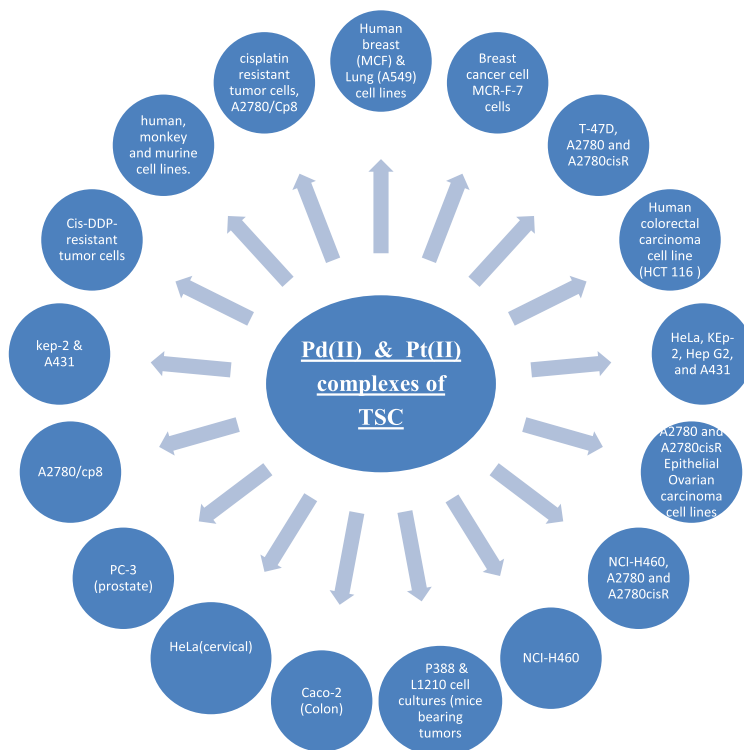 Pd(II) & Pt(II)
complexes of
TSC
Human
breast
(MCF) &
Lung (A549)
cell lines
Breast
cancer cell
MCR-F-7
cells
T-47D,
A2780 and
A2780cisR
Human
colorectal
carcinoma
cell line
(HCT 116 )
HeLa, KEp-
2, Hep G2,
and A431
A2780 and
A2780cisR
Epithelial
Ovarian
carcinoma
cell lines
NCI-H460,
A2780 and
A2780cisR
NCI-H460
P388 &
L1210 cell
cultures (mice
bearing
tumors
Caco-2
(Colon)
HeLa(cervical)
PC-3
(prostate)
A2780/cp8
kep-2 &
A431
Cis-DDP-
resistant
tumor cells
human,
monkey
and murine
cell lines.
cisplatin
resistant
tumor cells,
A2780/Cp8